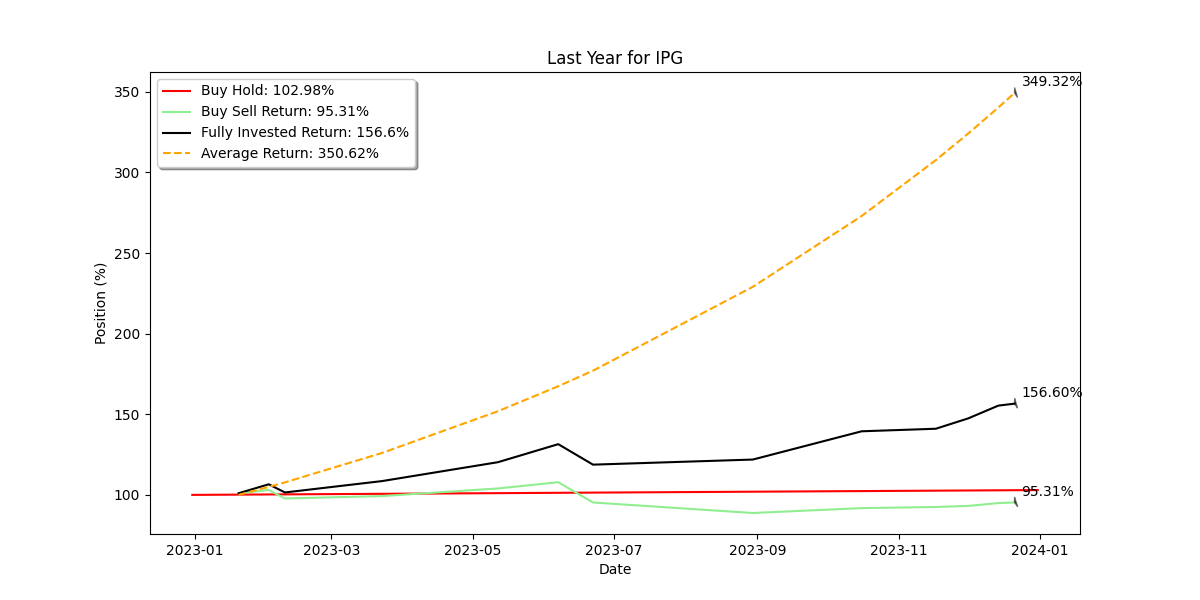 Last Year for IPG
Buy Hold: 102.98%
Buy Sell Return: 95.31%
Fully Invested Return: 156.6%
Average Return: 350.62%
349.32%
156.60%
95.31%
Position (%)
350
300
250
200
150
100
2023-01
2023-03
2023-05
2023-07
2023-09
2023-11
2024-01
Date